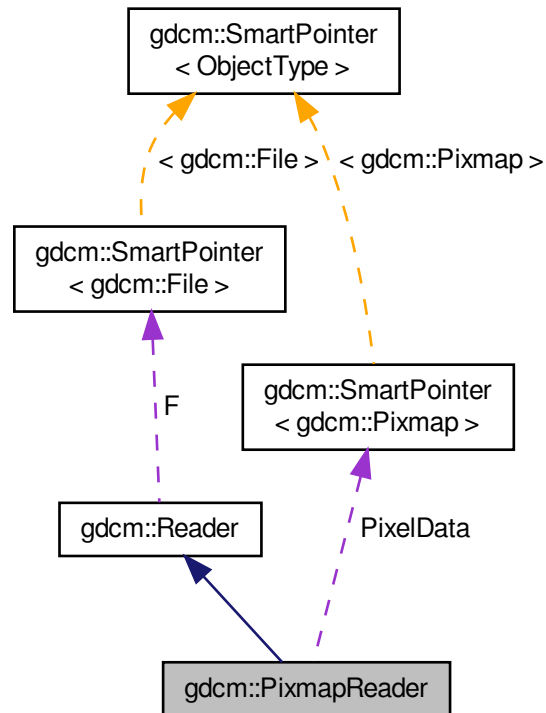 gdcm::SmartPointer
< ObjectType >
< gdcm::File >
< gdcm::Pixmap >
gdcm::SmartPointer
< gdcm::File >
gdcm::SmartPointer
< gdcm::Pixmap >
F
gdcm::Reader
PixelData
gdcm::PixmapReader